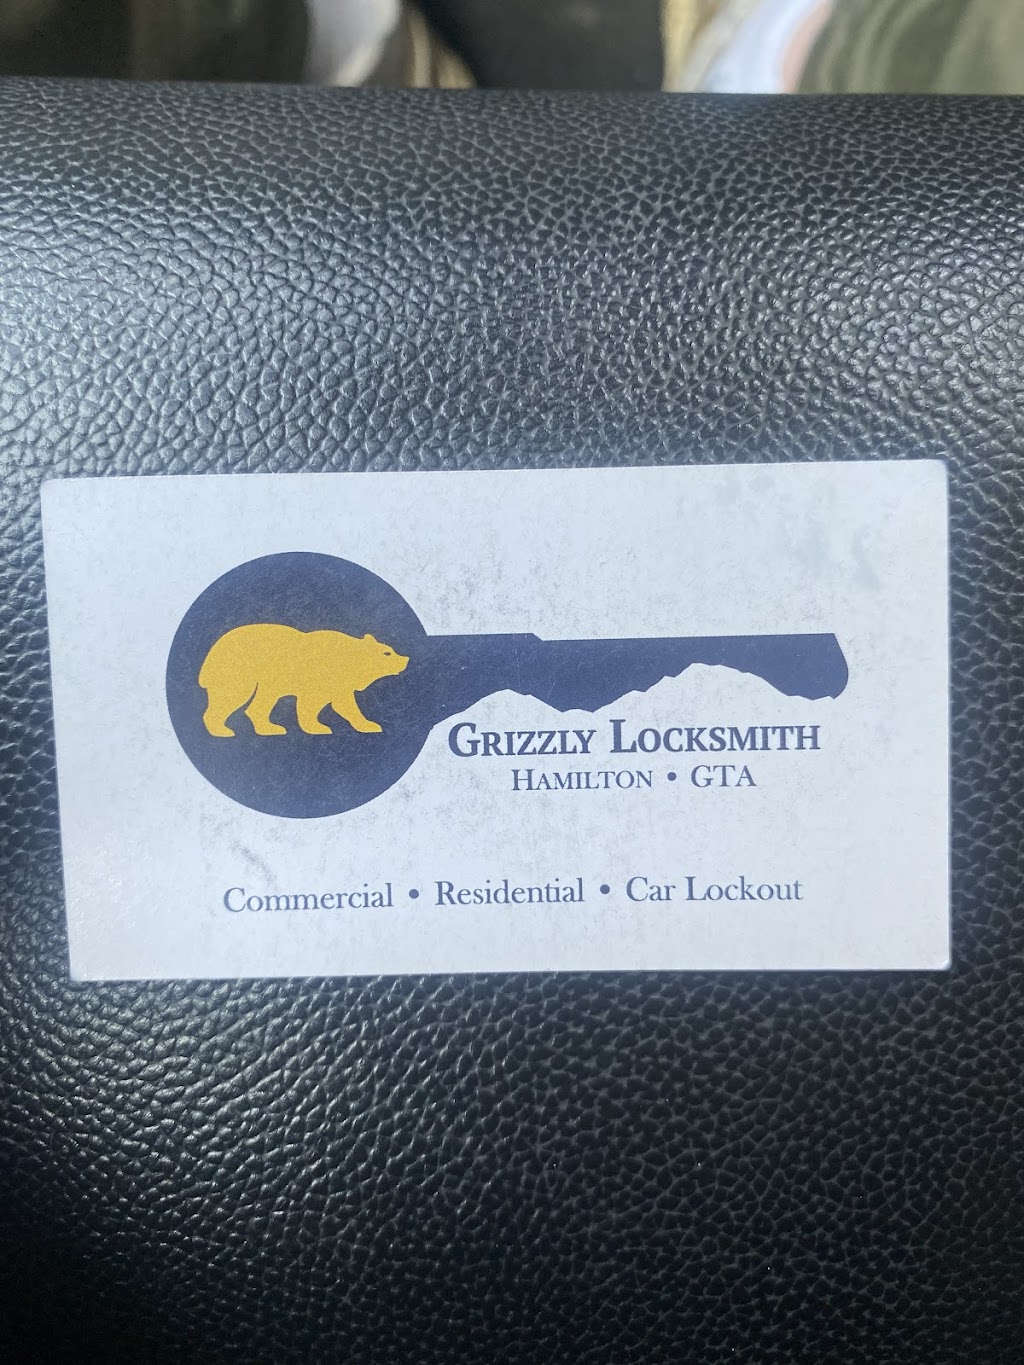 Grizzly Locksmith
Hamilton • GTA
Commercial • Residential • Car Lockout